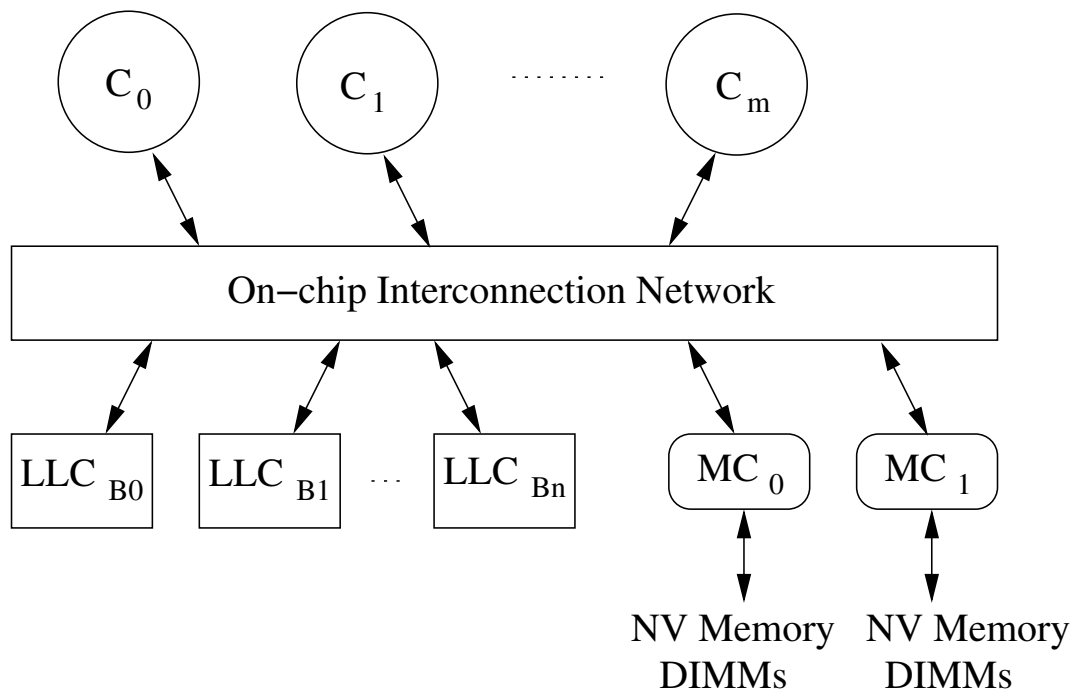 C0 C1 ........ Cm
On−chip Interconnection Network
LLC B0 LLC B1 ... LLC Bn MC 0 MC 1
NV Memory NV Memory
DIMMs DIMMs